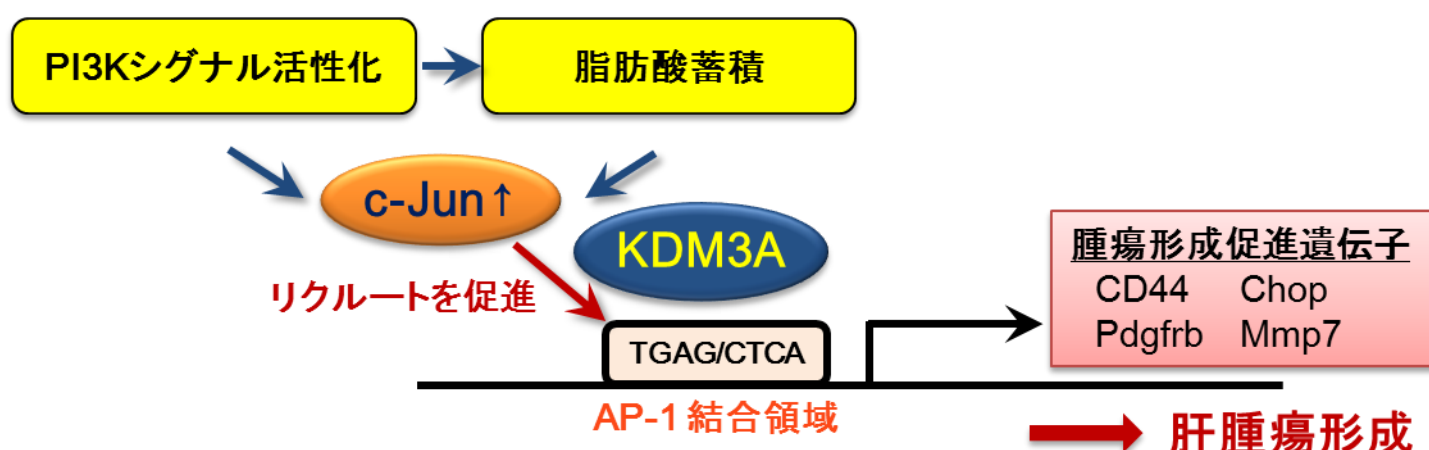 PI3Kシグナル活性化
脂肪酸蓄積
c-Jun↑
KDM3A
リクルートを促進
TGAG/CTCA
AP-1 結合領域
腫瘍形成促進遺伝子
CD44 Chop
Pdgfrb Mmp7
肝腫瘍形成